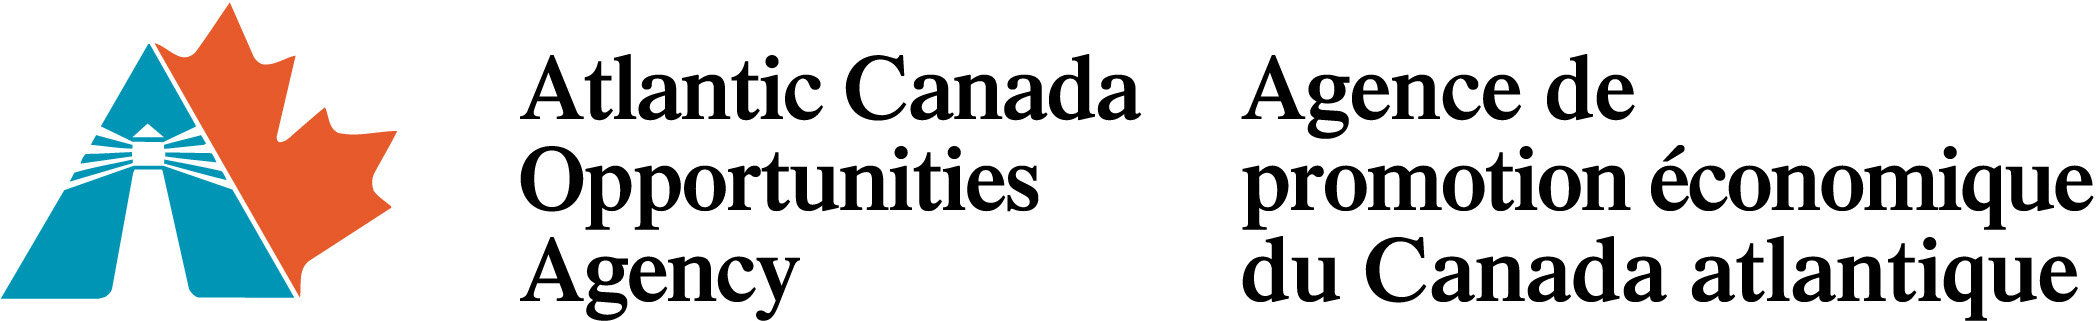 Atlantic Canada
Opportunities
Agency
Agence de
promotion économique
du Canada atlantique